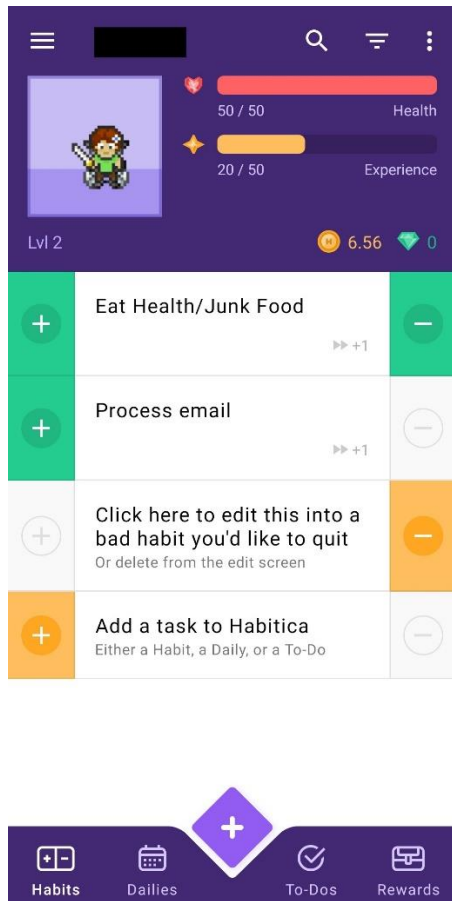 50 / 50 Health
20 / 50 Experience
Lvl 2 H 6.56 0
Eat Health/Junk Food
+1
Process email
+1
Click here to edit this into a
bad habit you'd like to quit
Or delete from the edit screen
Add a task to Habitica
Either a Habit, a Daily, or a To-Do
Habits Dailies To-Dos Rewards